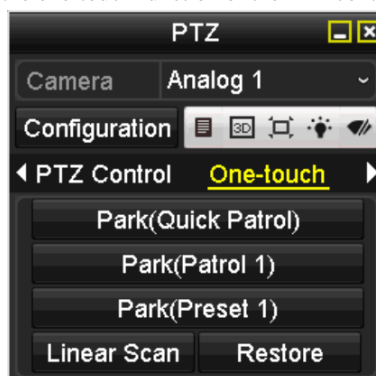 PTZ
Camera Analog 1
Configuration 3D
PTZ Control One-touch
Park(Quick Patrol)
Park(Patrol 1)
Park(Preset 1)
Linear Scan Restore